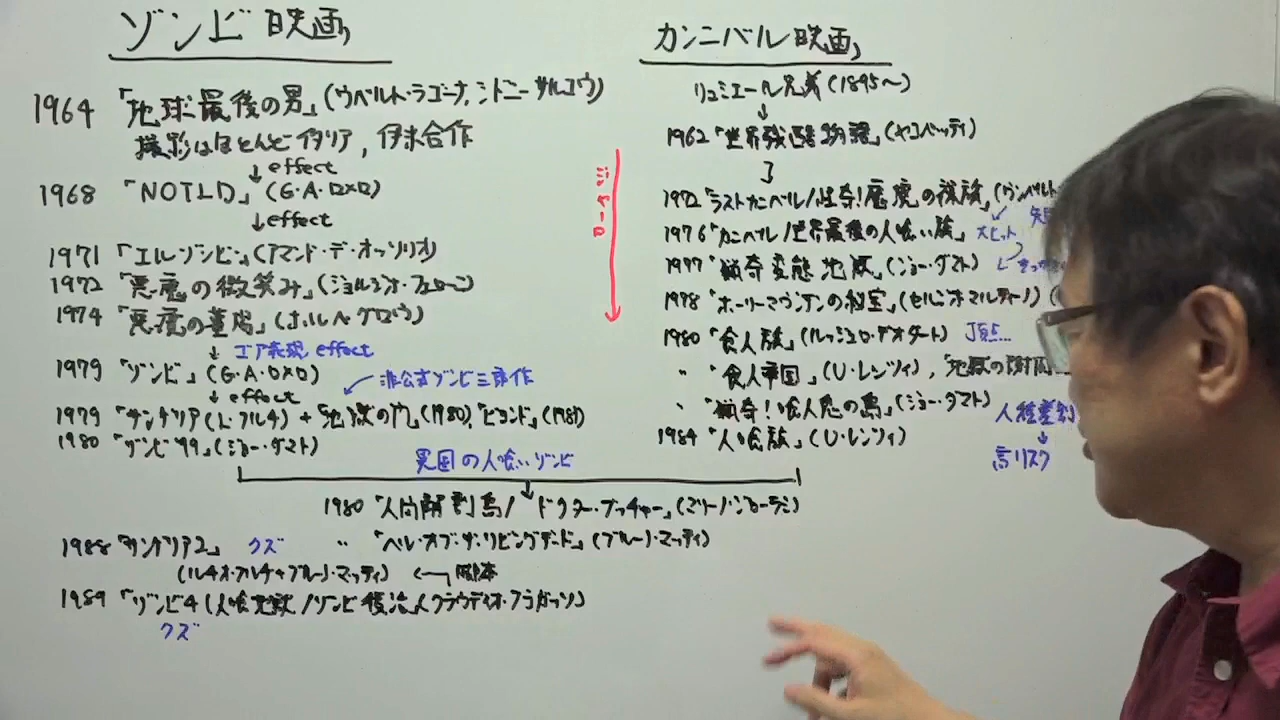 ゾンビ映画
1964「地球最後の男」(ウベルト・ラゴーナ,シドニー・サルコウ)
撮影はほとんどイタリア,伊米合作
↓effect
1968「NOTLD」(G・A・ロメロ)
↓effect
1971「エル・ゾンビ」(アマンド・デ・オッソリオ)
1972「悪魔の微笑み」(ジョルジオ・フェローニ)
1974「悪魔の墓場」(ホルヘ・グロウ)
↓ゴア表現 effect
1979「ゾンビ」(G・A・ロメロ)
↓effect
非公式ゾンビ三部作
1979「サンゲリア(L・フルチ)+「地獄の門」(1980),「ビヨンド」(1981)
1980「ゾンビ'99」(ジョー・ダマト)
ジャーロ
カンニバル映画
リュミエール兄弟(1895〜)
↓
1962「世界残酷物語」(ヤコペッティ)
1972「ラストカンニバル/怪奇!悪魔の裸族」(ウンベルト
1976「カニバル/世界最後の人喰い族」大ヒット
1977「猟奇変態地獄」(ジョー・ダマト)
1978「ホーリーマウンテンの秘宝」(セルジオ・マルティーノ)
1980「食人族」(ルッジェロ・デオダート) 頂点…
〃「食人帝国」(U・レンツィ),「地獄の
〃「猟奇!喰人鬼の島」(ジョー・ダマト)
人種差別
↓
高リスク
1984「人喰族」(U・レンツィ)
異国の人喰いゾンビ
1980「人間解剖島/ドクター・ブッチャー」(マリノ・ジローラミ)
〃「ヘル・オブ・ザ・リビングデッド」(ブルーノ・マッティ)
1988「サンゲリア2」クズ
(ルチオ・フルチ+ブルーノ・マッティ) ← 脚本
1989「ゾンビ4(人喰地獄/ゾンビ復活」クラウディオ・フラガッソ)
クズ